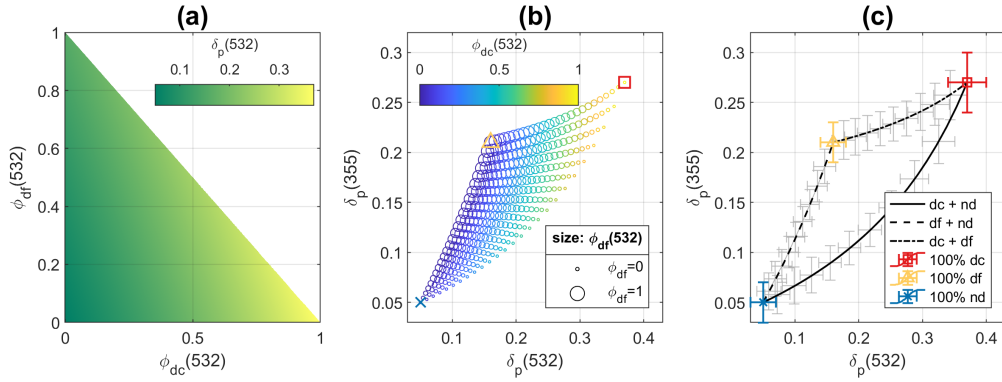 (a)
δp(532)
0.1 0.2 0.3
1
0.8
0.6
0.4
0.2
0
ϕdf(532)
0 0.5 1
ϕdc(532)
(b)
ϕdc(532)
0 0.5 1
0.3
0.25
0.2
0.15
0.1
0.05
δp(355)
size: ϕdf(532)
ϕdf=0
ϕdf=1
0.1 0.2 0.3 0.4
δp(532)
(c)
0.3
0.25
0.2
0.15
0.1
0.05
δp(355)
dc + nd
df + nd
dc + df
100% dc
100% df
100% nd
0.1 0.2 0.3 0.4
δp(532)